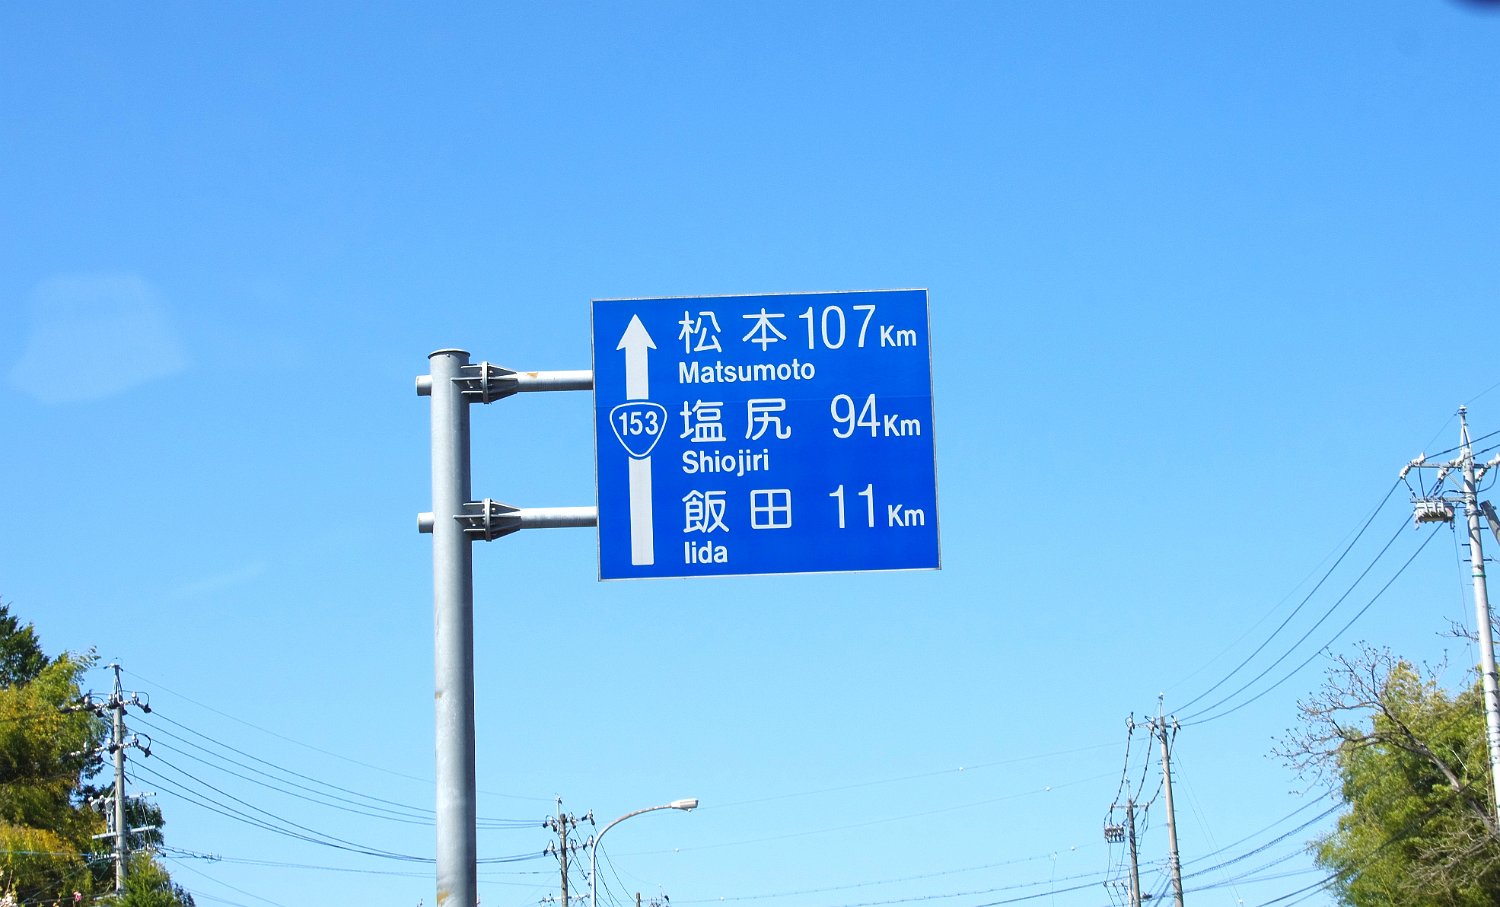 松本 107Km
Matsumoto
153
塩尻 94Km
Shiojiri
飯田 11Km
Iida